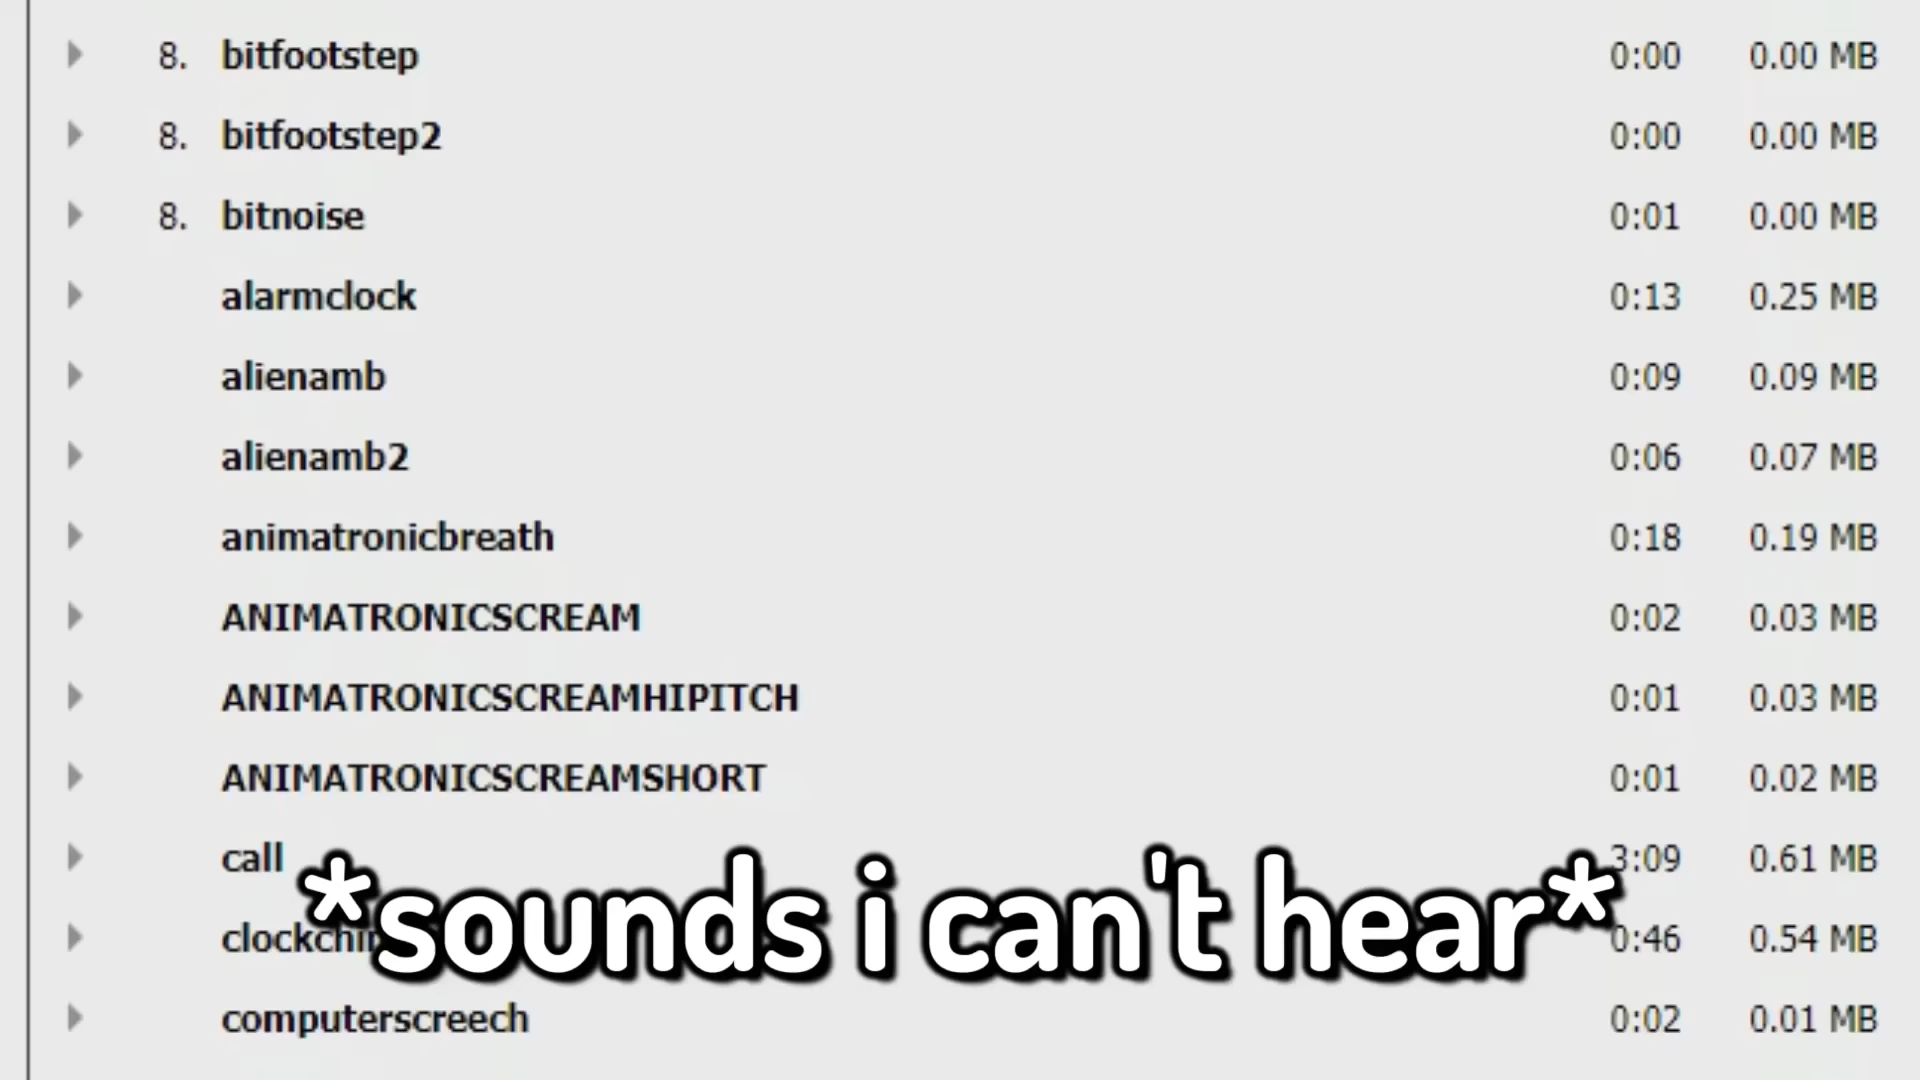 8. bitfootstep 0:00 0.00 MB
8. bitfootstep2 0:00 0.00 MB
8. bitnoise 0:01 0.00 MB
alarmclock 0:13 0.25 MB
alienamb 0:09 0.09 MB
alienamb2 0:06 0.07 MB
animatronicbreath 0:18 0.19 MB
ANIMATRONICSCREAM 0:02 0.03 MB
ANIMATRONICSCREAMHIPITCH 0:01 0.03 MB
ANIMATRONICSCREAMSHORT 0:01 0.02 MB
call 3:09 0.61 MB
*sounds i can't hear*
0:46 0.54 MB
computerscreech 0:02 0.01 MB